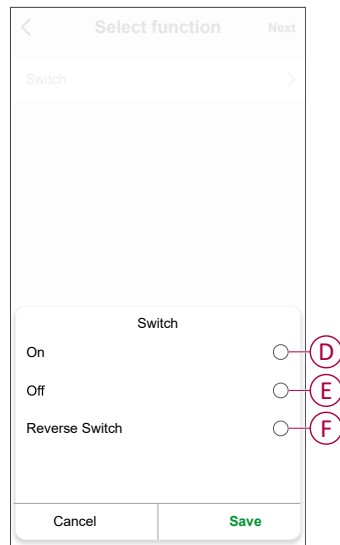 Select function Next
Switch
Switch
On D
Off E
Reverse Switch F
Cancel Save